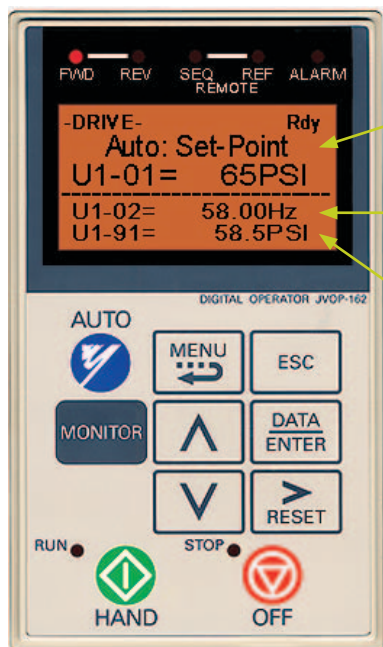 FWD REV SEQ REF ALARM
REMOTE
-DRIVE- Rdy
Auto: Set-Point
U1-01= 65PSI
U1-02= 58.00Hz
U1-91= 58.5PSI
DIGITAL OPERATOR JVOP-162
AUTO
MENU
ESC
MONITOR
DATA
ENTER
>
RESET
RUN
STOP
HAND
OFF